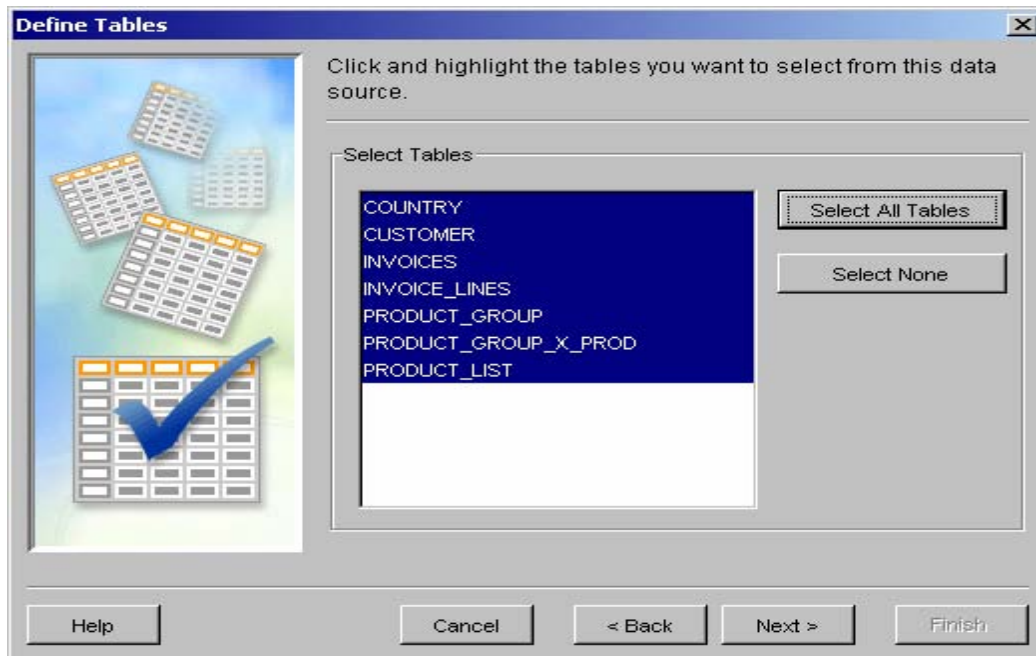 Define Tables
Click and highlight the tables you want to select from this data
source.
Select Tables
COUNTRY
CUSTOMER
INVOICES
INVOICE_LINES
PRODUCT_GROUP
PRODUCT_GROUP_X_PROD
PRODUCT_LIST
Select All Tables
Select None
Help
Cancel
< Back
Next >
Finish